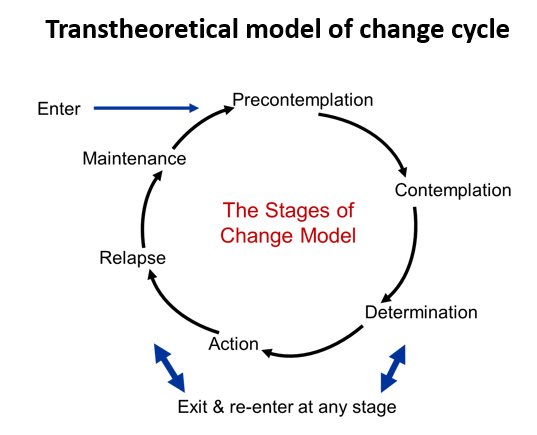 Transtheoretical model of change cycle
Enter
Precontemplation
Contemplation
Determination
Action
Relapse
Maintenance
The Stages of
Change Model
Exit & re-enter at any stage